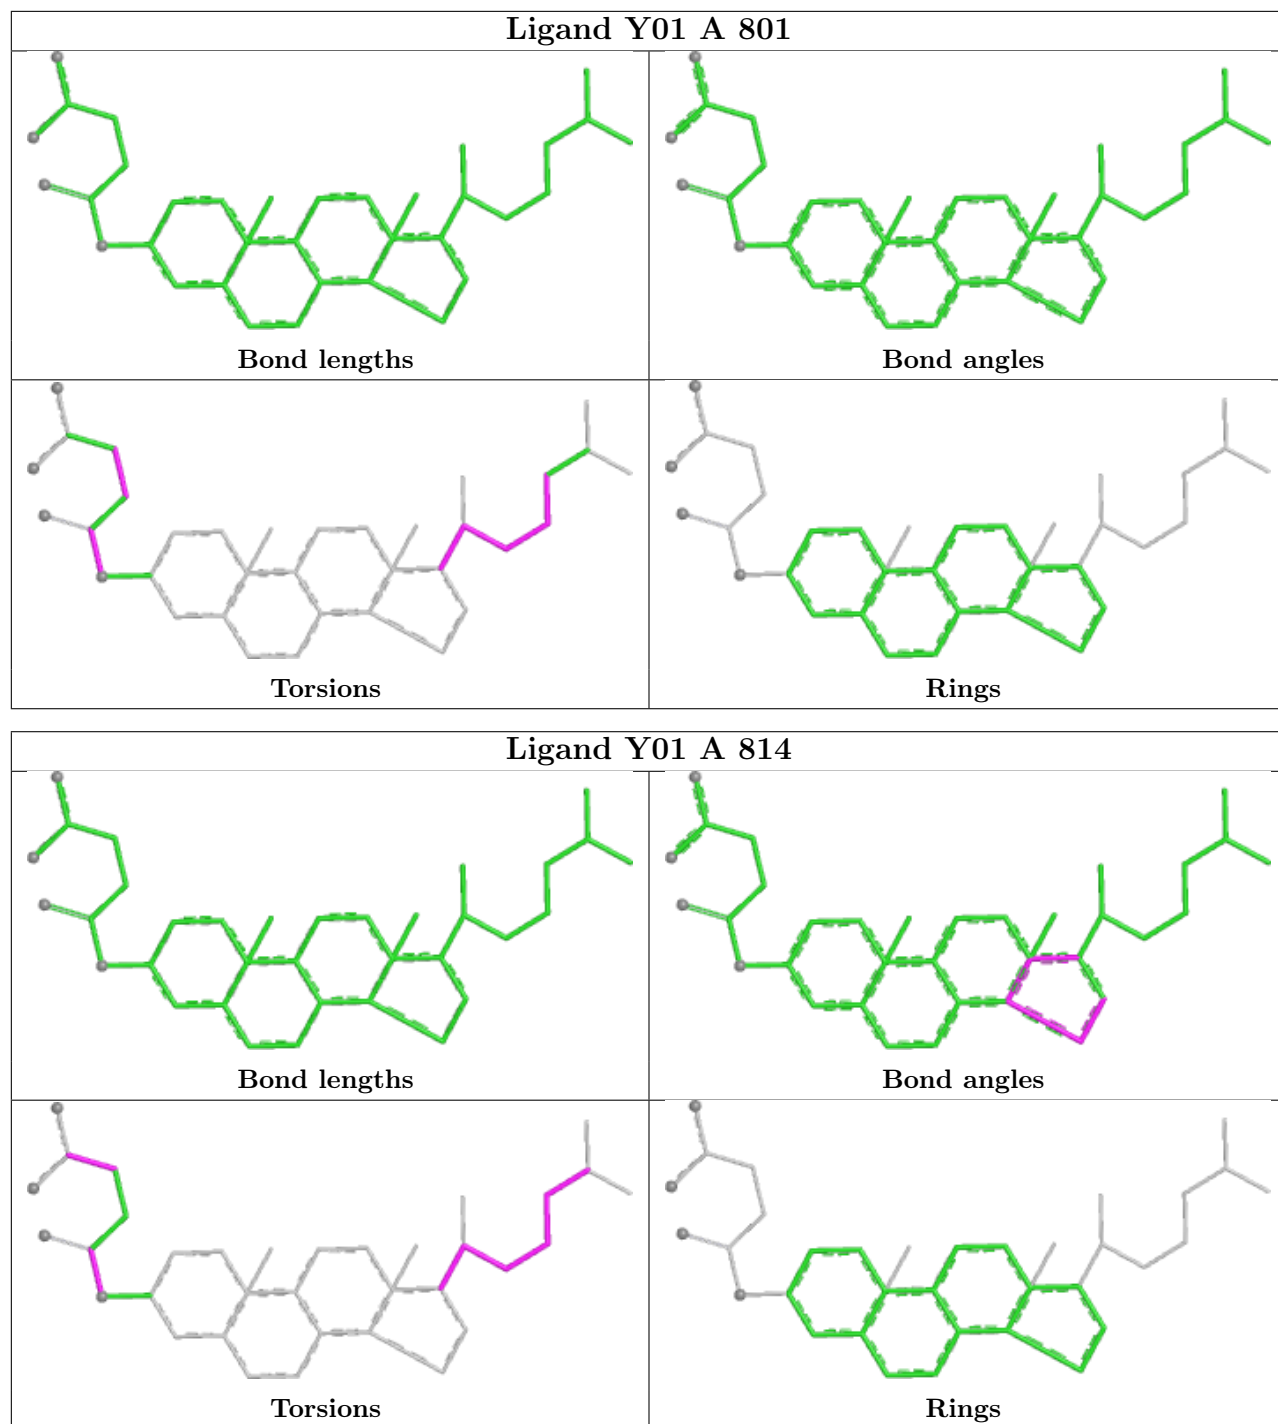 Ligand Y01 A 801
Bond lengths
Bond angles
Torsions
Rings
Ligand Y01 A 814
Bond lengths
Bond angles
Torsions
Rings